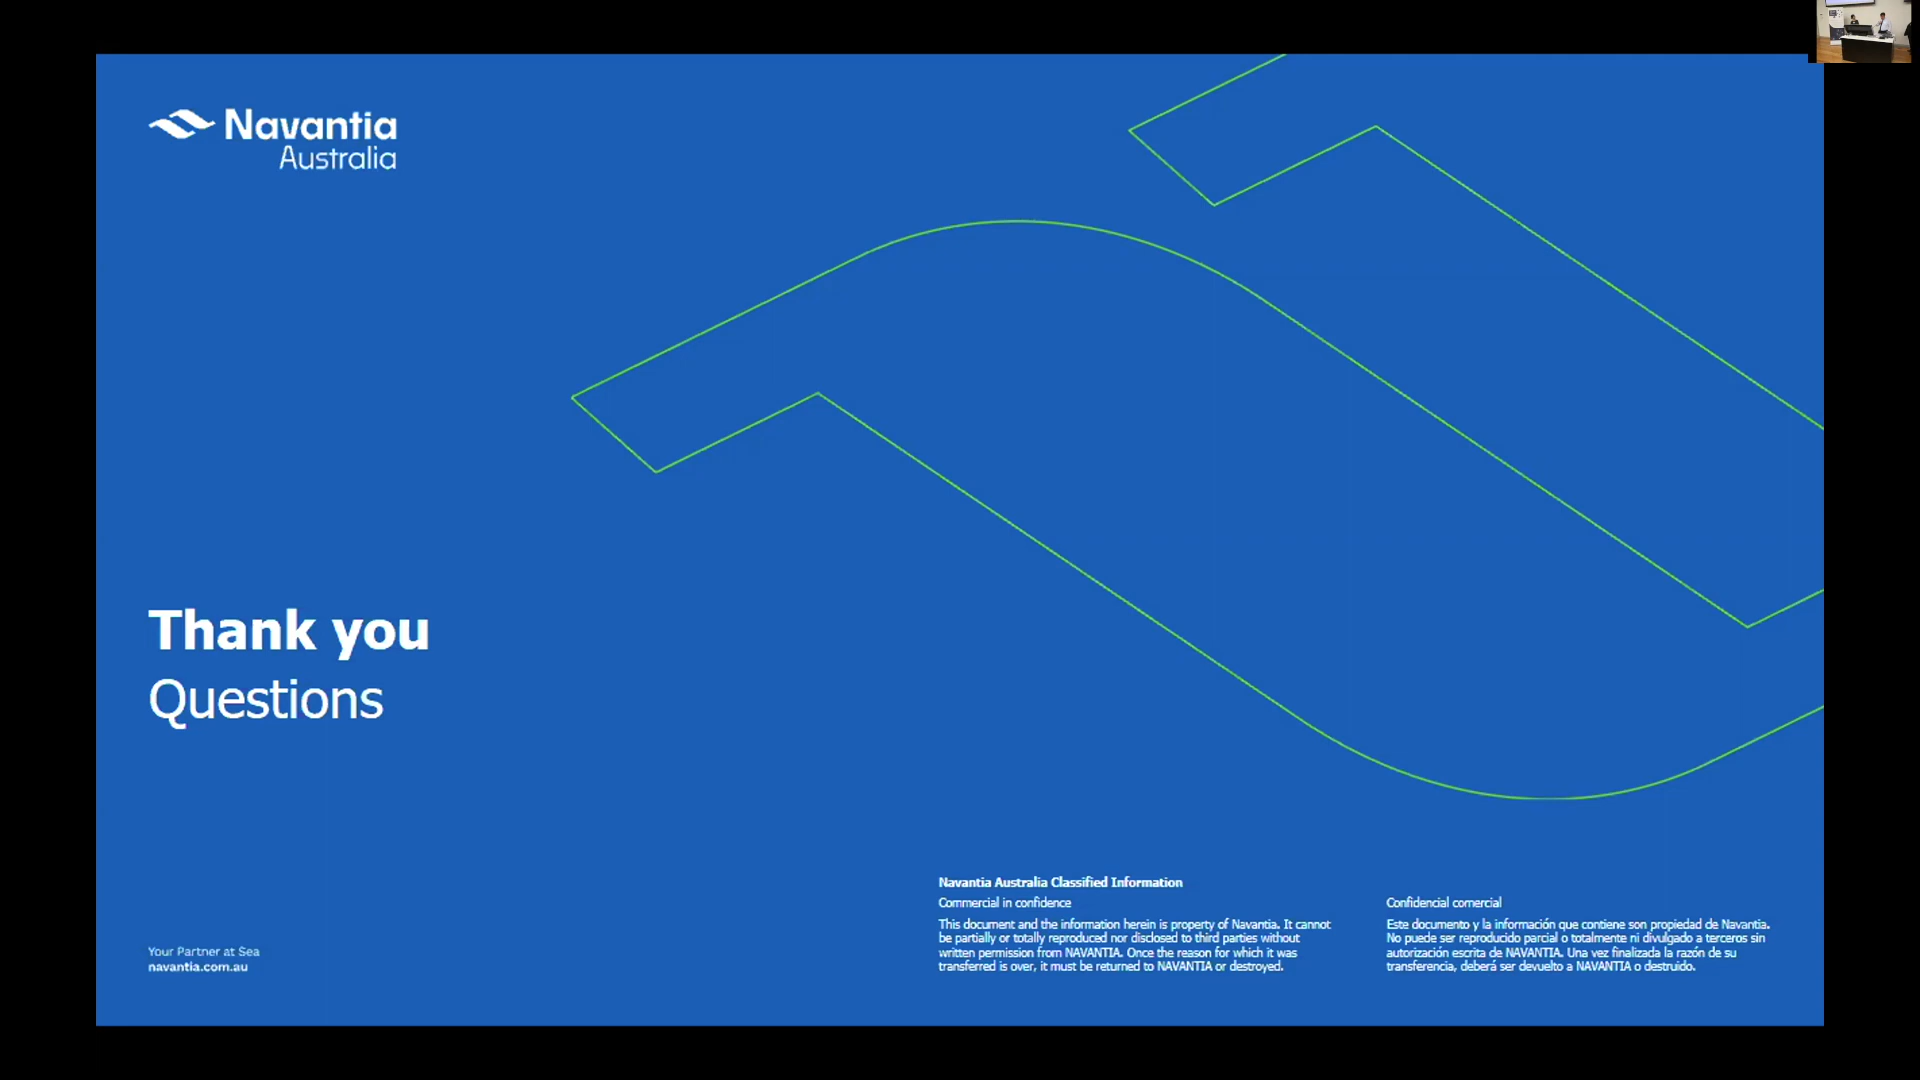 Navantia
Australia
Thank you
Questions
Your Partner at Sea
navantia.com.au
Navantia Australia Classified Information
Commercial in confidence
This document and the information herein is property of Navantia. It cannot
be partially or totally reproduced nor disclosed to third parties without
written permission from NAVANTIA. Once the reason for which it was
transferred is over, it must be returned to NAVANTIA or destroyed.
Confidencial comercial
Este documento y la información que contiene son propiedad de Navantia.
No puede ser reproducido parcial o totalmente ni divulgado a terceros sin
autorización escrita de NAVANTIA. Una vez finalizada la razón de su
transferencia, deberá ser devuelto a NAVANTIA o destruido.